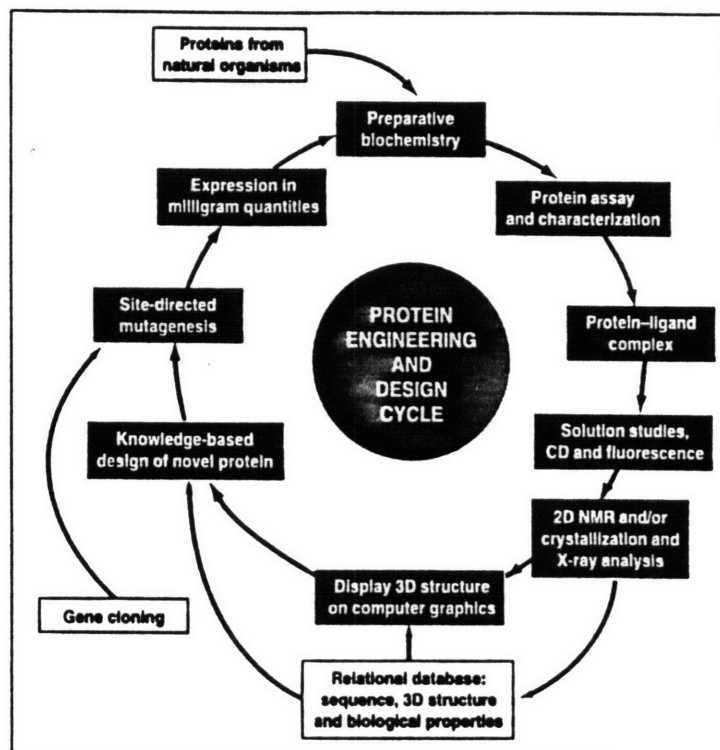 Proteins from
natural organisms
Preparative
biochemistry
Expression in
milligram quantities
Protein assay
and characterization
Site-directed
mutagenesis
PROTEIN
ENGINEERING
AND
DESIGN
CYCLE
Protein–ligand
complex
Knowledge-based
design of novel protein
Solution studies,
CD and fluorescence
2D NMR and/or
crystallization and
X-ray analysis
Display 3D structure
on computer graphics
Gene cloning
Relational database:
sequence, 3D structure
and biological properties